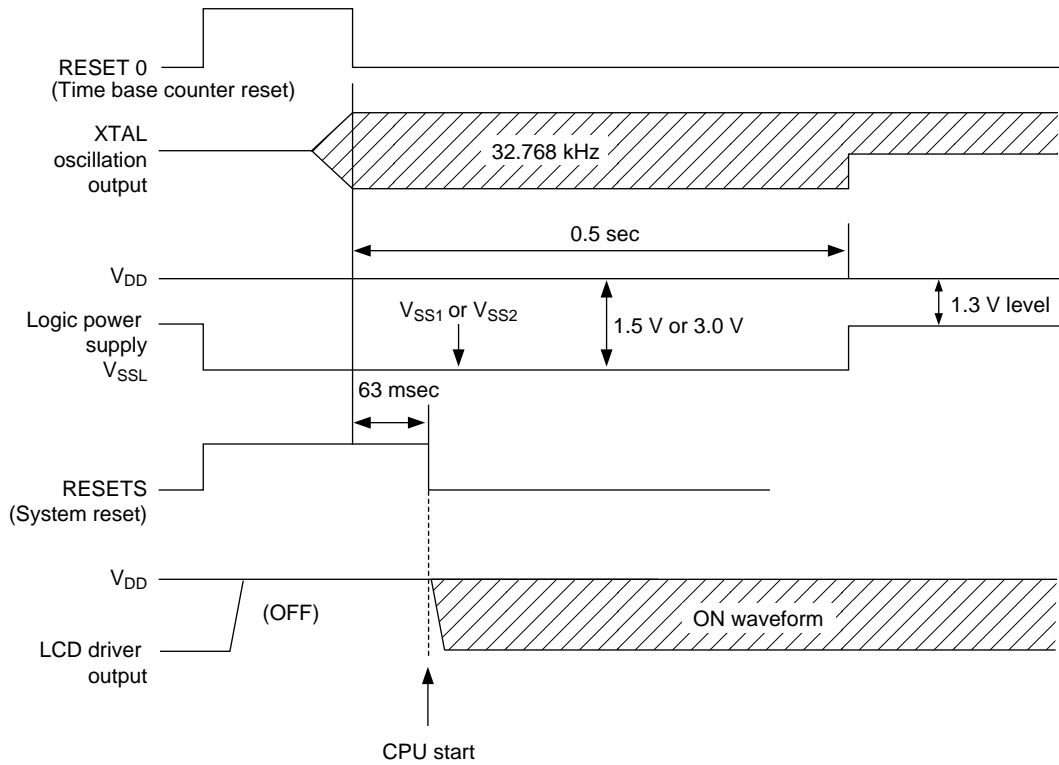 RESET 0
(Time base counter reset)
XTAL
oscillation
output
32.768 kHz
0.5 sec
VDD
Logic power
supply
VSSL
VSS1 or VSS2
1.5 V or 3.0 V
1.3 V level
63 msec
RESETS
(System reset)
VDD
(OFF)
ON waveform
LCD driver
output
CPU start